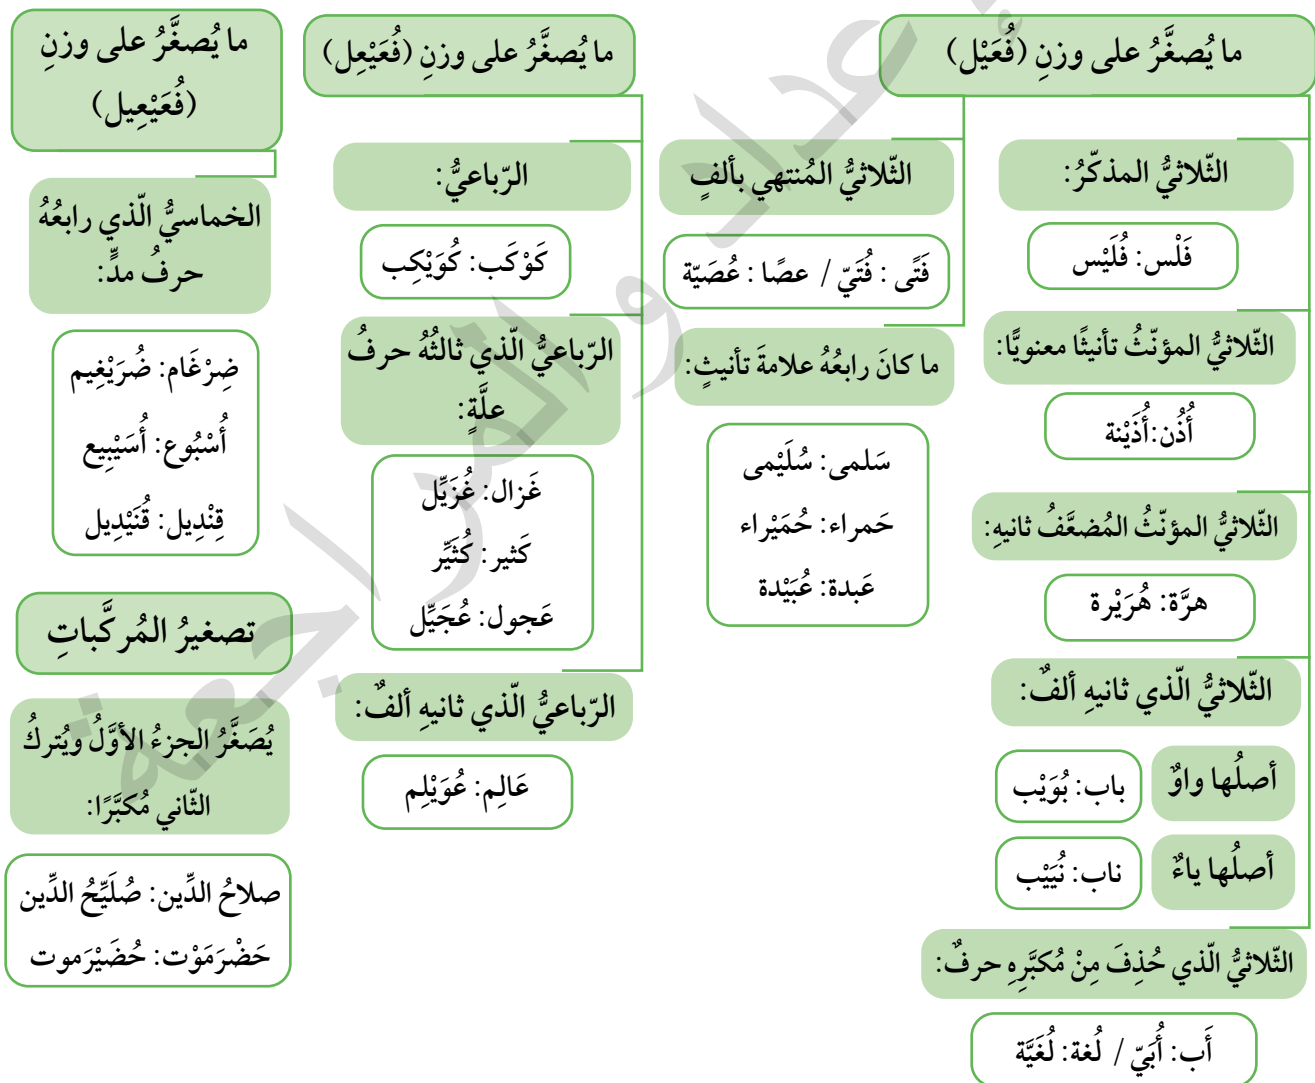 ما يُصغَّرُ على وزنِ (فُعَيْل)
الثّلاثيُّ المذكّرُ:
فَلْس: فُلَيْس
الثّلاثيُّ المؤنّثُ تأنيثًا معنويًّا:
أُذُن:أُذَيْنة
الثّلاثيُّ المؤنّثُ المُضعَّفُ ثانيهِ:
هرَّة: هُرَيْرة
الثّلاثيُّ الّذي ثانيهِ ألفٌ:
أصلُها واوٌ
باب: بُوَيْب
أصلُها ياءٌ
ناب: نُيَيْب
الثّلاثيُّ الّذي حُذِفَ مِنْ مُكبَّرِهِ حرفٌ:
أَب: أُبَيّ / لُغة: لُغَيَّة
الثّلاثيُّ المُنتهي بألفٍ
فَتًى : فُتَيّ / عصًا : عُصَيّة
ما كانَ رابعُهُ علامةَ تأنيثٍ:
سَلمى: سُلَيْمى
حَمراء: حُمَيْراء
عَبدة: عُبَيْدة
ما يُصغَّرُ على وزنِ (فُعَيْعِل)
الرّباعيُّ:
كَوْكَب: كُوَيْكِب
الرّباعيُّ الّذي ثالثُهُ حرفُ
علَّةٍ:
غَزال: غُزَيِّل
كَثير: كُثَيِّر
عَجول: عُجَيِّل
الرّباعيُّ الّذي ثانيهِ ألفٌ:
عَالِم: عُوَيْلِم
ما يُصغَّرُ على وزنِ
(فُعَيْعِيل)
الخماسيُّ الّذي رابعُهُ
حرفُ مدٍّ:
ضِرْغَام: ضُرَيْغِيم
أُسْبُوع: أُسَيْبِيع
قِنْدِيل: قُنَيْدِيل
تصغيرُ المُركَّباتِ
يُصَغَّرُ الجزءُ الأوَّلُ ويُتركُ
الثّاني مُكبَّرًا:
صلاحُ الدِّين: صُلَيِّحُ الدِّين
حَضْرَمَوْت: حُضَيْرَموت